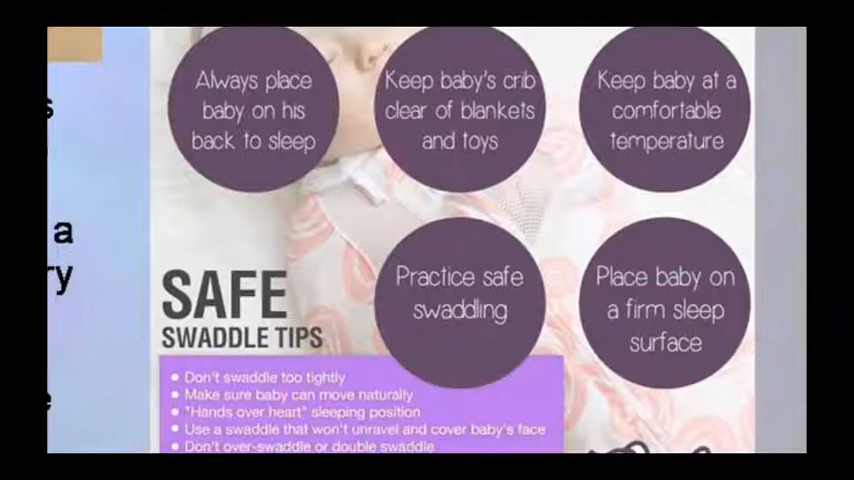 Always place
baby on his
back to sleep
Keep baby's crib
clear of blankets
and toys
Keep baby at a
comfortable
temperature
a
Practice safe
swaddling
Place baby on
a firm sleep
surface
SAFE
SWADDLE TIPS
Don't swaddle too tightly
Make sure baby can move naturally
"Hands over heart" sleeping position
Use a swaddle that won't unravel and cover baby's face
Don't over-swaddle or double swaddle